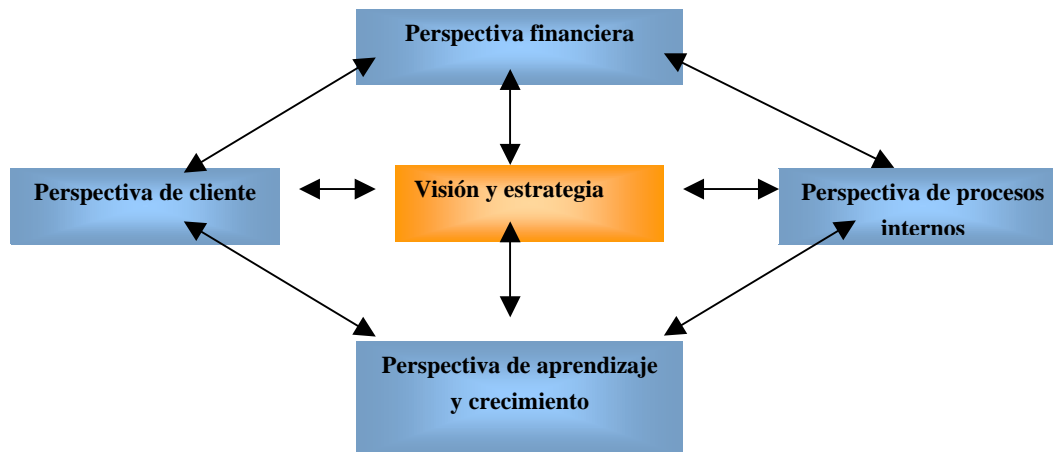 Perspectiva financiera
Perspectiva de cliente
Visión y estrategia
Perspectiva de procesos
internos
Perspectiva de aprendizaje
y crecimiento